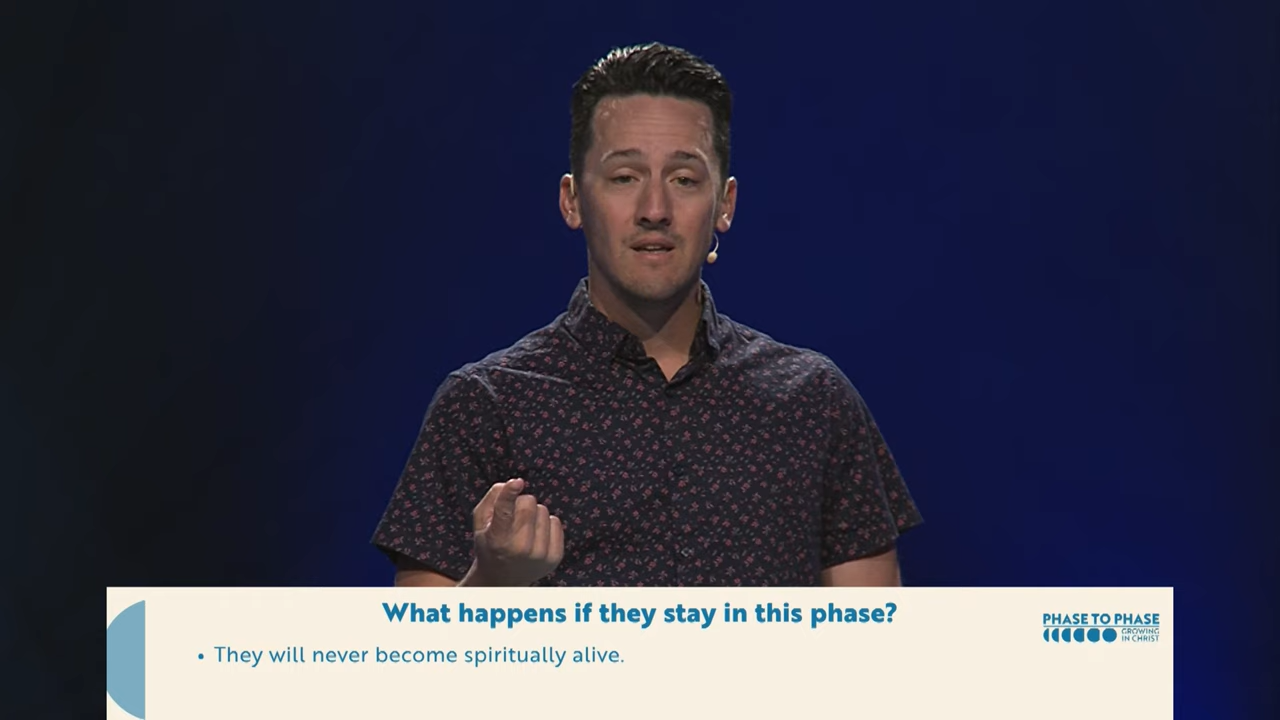 What happens if they stay in this phase?
PHASE TO PHASE
GROWING
IN CHRIST
• They will never become spiritually alive.